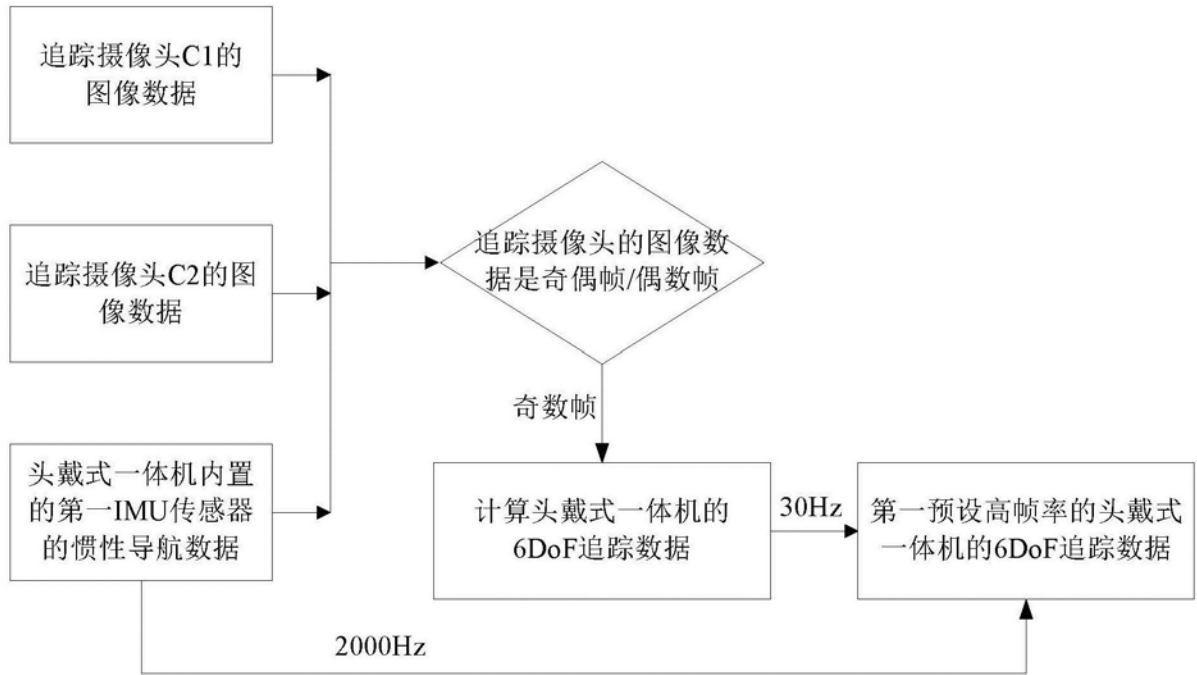 追踪摄像头C1的
图像数据
追踪摄像头C2的图
像数据
头戴式一体机内置
的第一IMU传感器
的惯性导航数据
追踪摄像头的图像数
据是奇偶帧/偶数帧
奇数帧
计算头戴式一体机的
6DoF追踪数据
30Hz
第一预设高帧率的头戴式
一体机的6DoF追踪数据
2000Hz